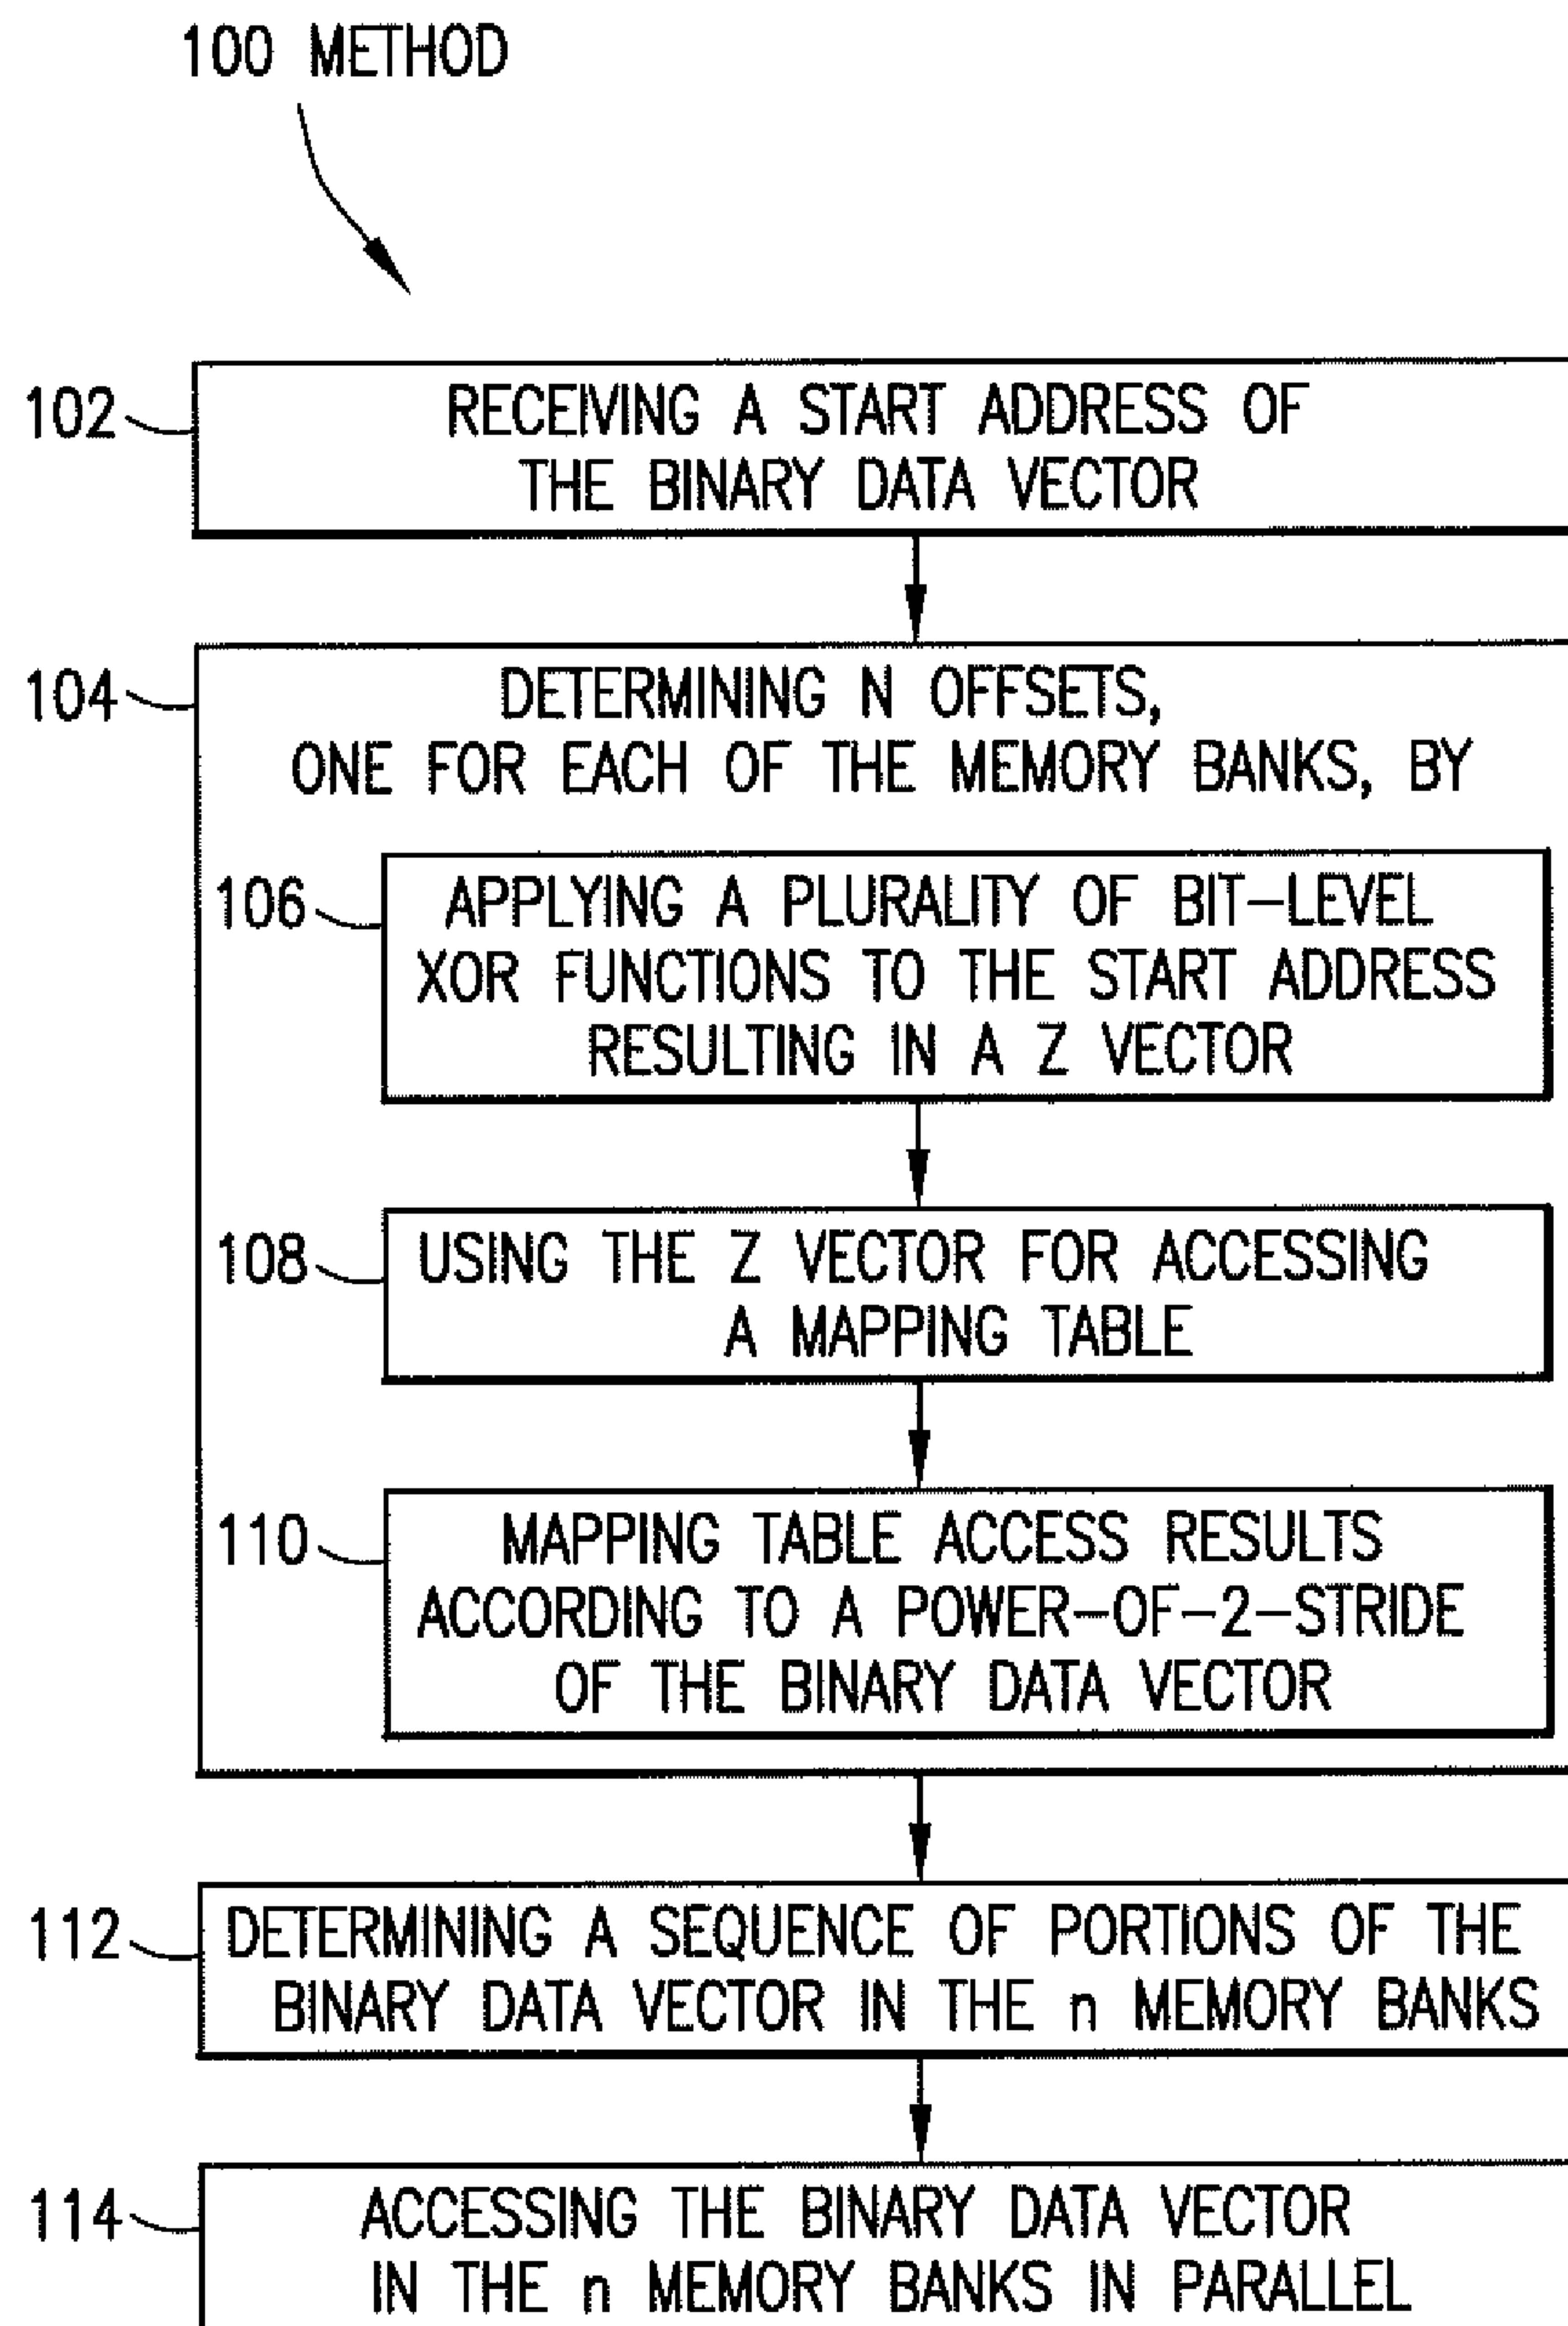 100 METHOD
102
RECEIVING A START ADDRESS OF
THE BINARY DATA VECTOR
104
DETERMINING N OFFSETS,
ONE FOR EACH OF THE MEMORY BANKS, BY
106
APPLYING A PLURALITY OF BIT-LEVEL
XOR FUNCTIONS TO THE START ADDRESS
RESULTING IN A Z VECTOR
108
USING THE Z VECTOR FOR ACCESSING
A MAPPING TABLE
110
MAPPING TABLE ACCESS RESULTS
ACCORDING TO A POWER-OF-2-STRIDE
OF THE BINARY DATA VECTOR
112
DETERMINING A SEQUENCE OF PORTIONS OF THE
BINARY DATA VECTOR IN THE n MEMORY BANKS
114
ACCESSING THE BINARY DATA VECTOR
IN THE n MEMORY BANKS IN PARALLEL